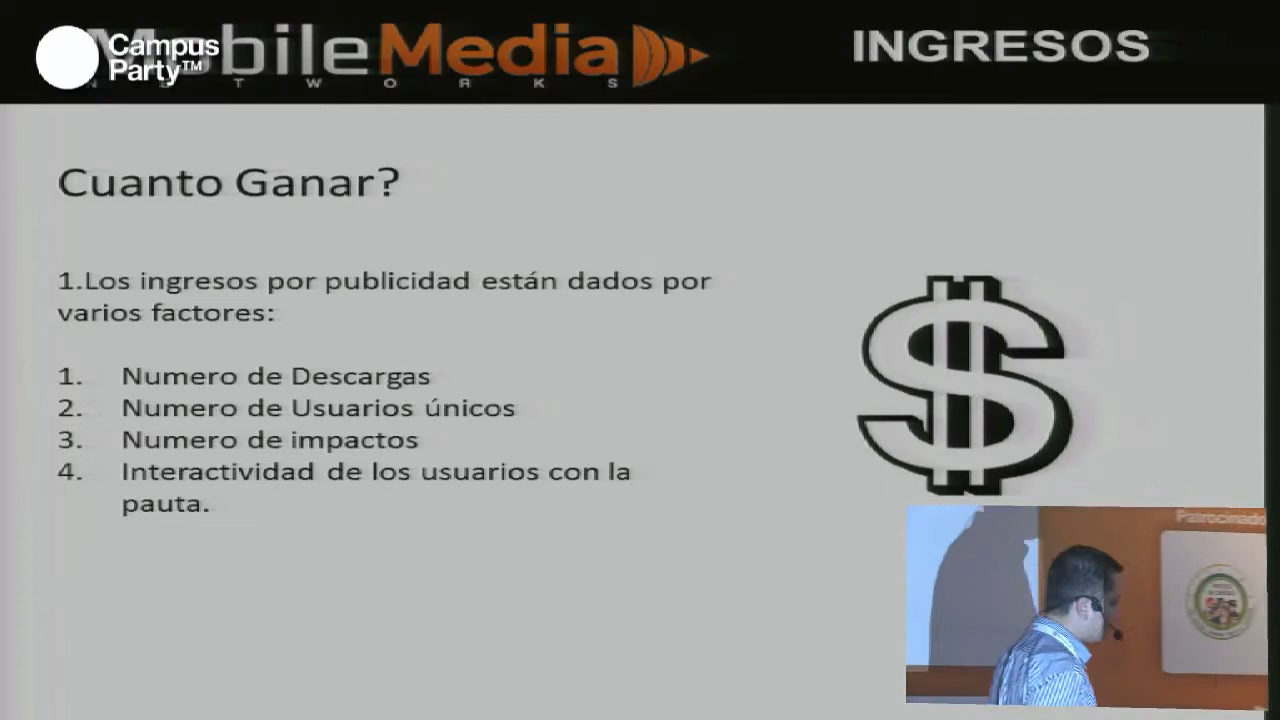 MobileMedia
NETWORKS
Campus
Party™
INGRESOS
Cuanto Ganar?
1.Los ingresos por publicidad están dados por
varios factores:
1. Numero de Descargas
2. Numero de Usuarios únicos
3. Numero de impactos
4. Interactividad de los usuarios con la
pauta.
Patrocinado